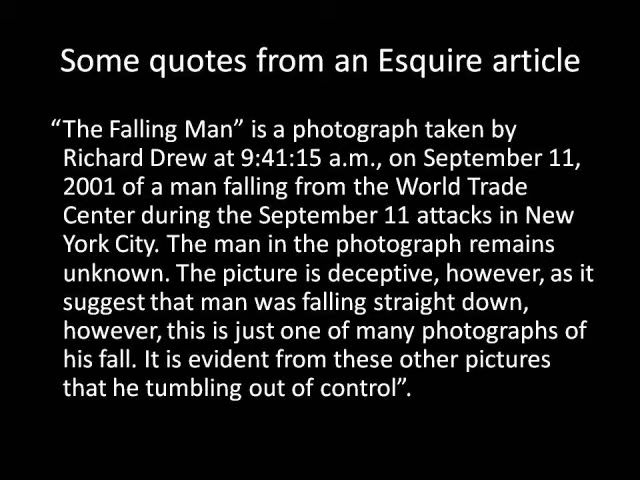 Some quotes from an Esquire article
“The Falling Man” is a photograph taken by
Richard Drew at 9:41:15 a.m., on September 11,
2001 of a man falling from the World Trade
Center during the September 11 attacks in New
York City. The man in the photograph remains
unknown. The picture is deceptive, however, as it
suggest that man was falling straight down,
however, this is just one of many photographs of
his fall. It is evident from these other pictures
that he tumbling out of control”.